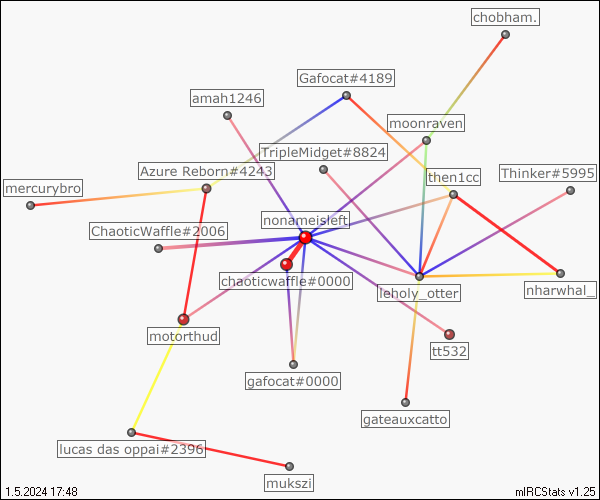 chobham.
Gafocat#4189
amah1246
moonraven
TripleMidget#8824
Azure Reborn#4243
then1cc
Thinker#5995
mercurybro
nonameisleft
ChaoticWaffle#2006
chaoticwaffle#0000
leholy_otter
nharwhal_
motorthud
tt532
gafocat#0000
gateauxcatto
lucas das oppai#2396
mukszi
1.5.2024 17:48
mIRCStats v1.25